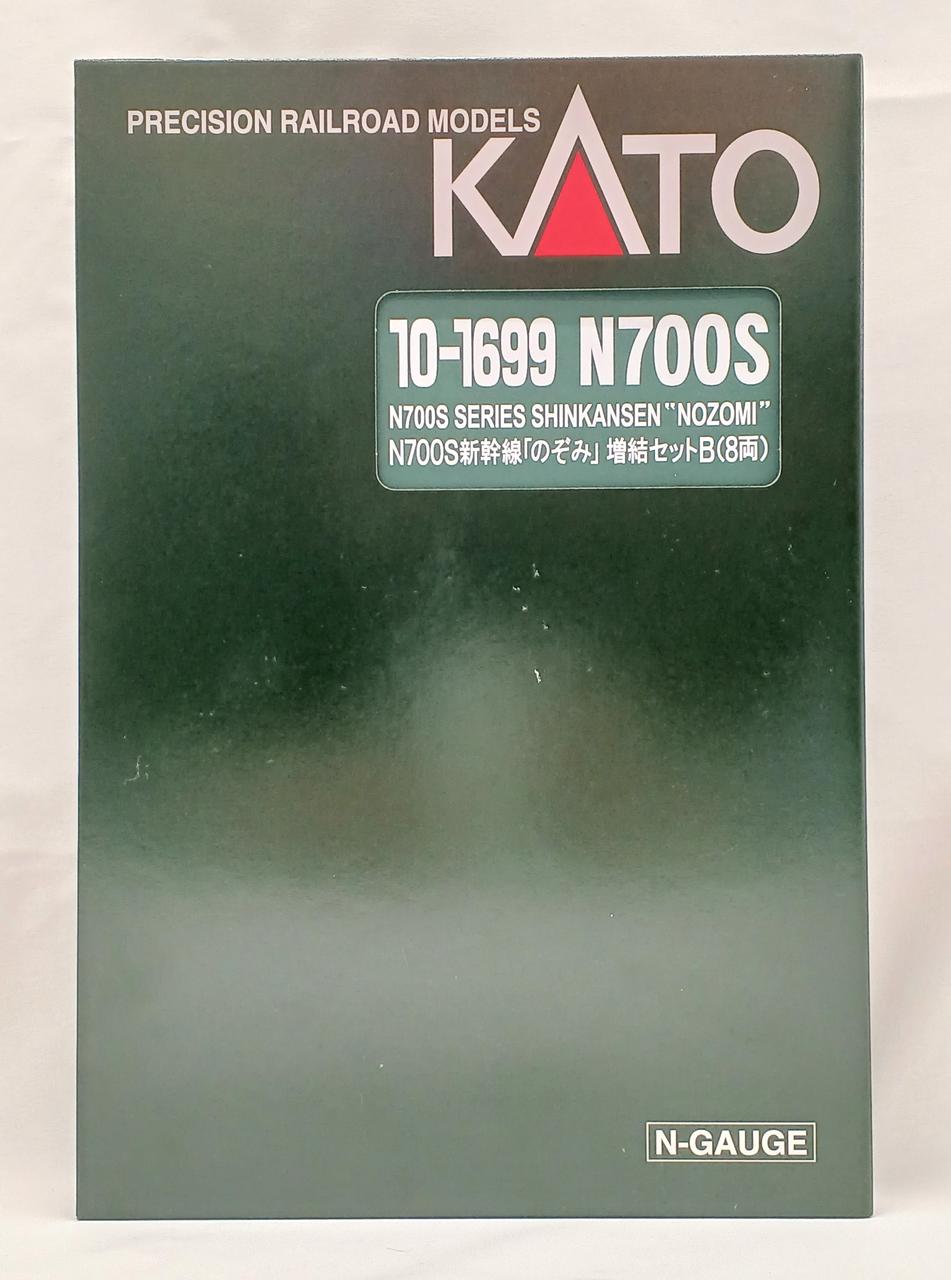 PRECISION RAILROAD MODELS
KATO
10-1699 N700S
N700S SERIES SHINKANSEN "NOZOMI"
N700S新幹線「のぞみ」 増結セットB(8両)
N-GAUGE